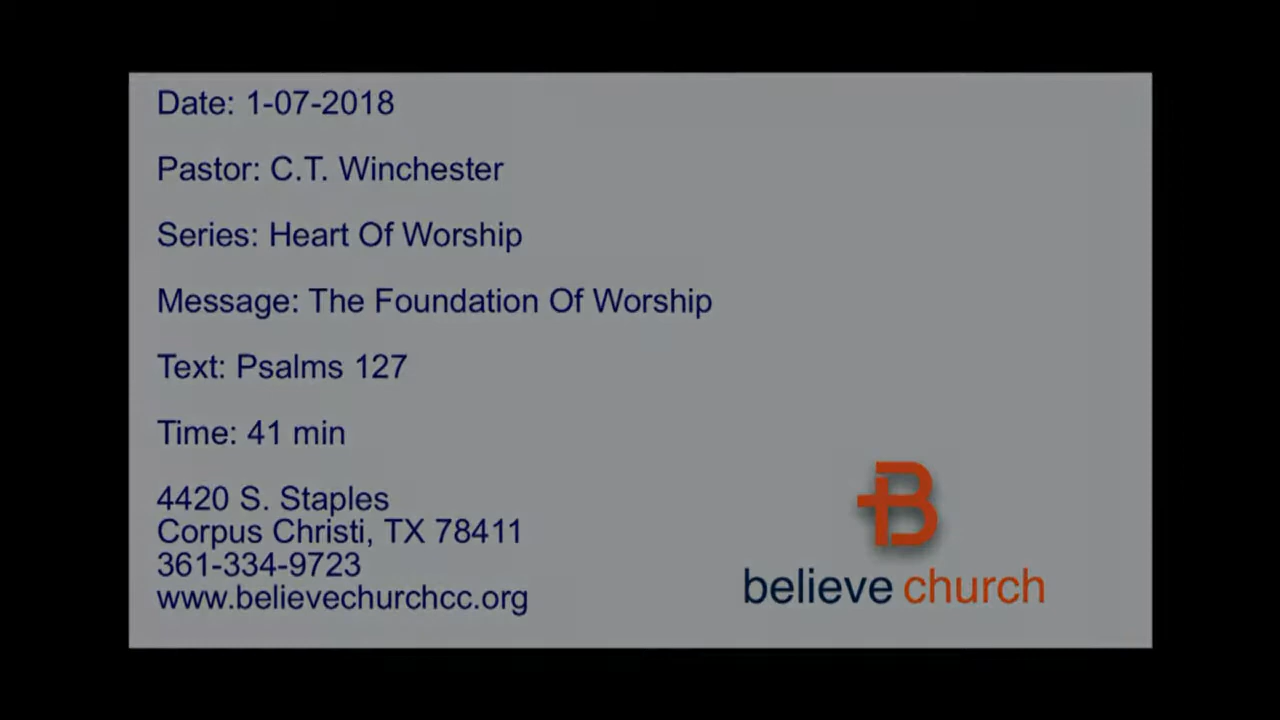 Date: 1-07-2018
Pastor: C.T. Winchester
Series: Heart Of Worship
Message: The Foundation Of Worship
Text: Psalms 127
Time: 41 min
4420 S. Staples
Corpus Christi, TX 78411
361-334-9723
www.believechurchcc.org
B
believe church